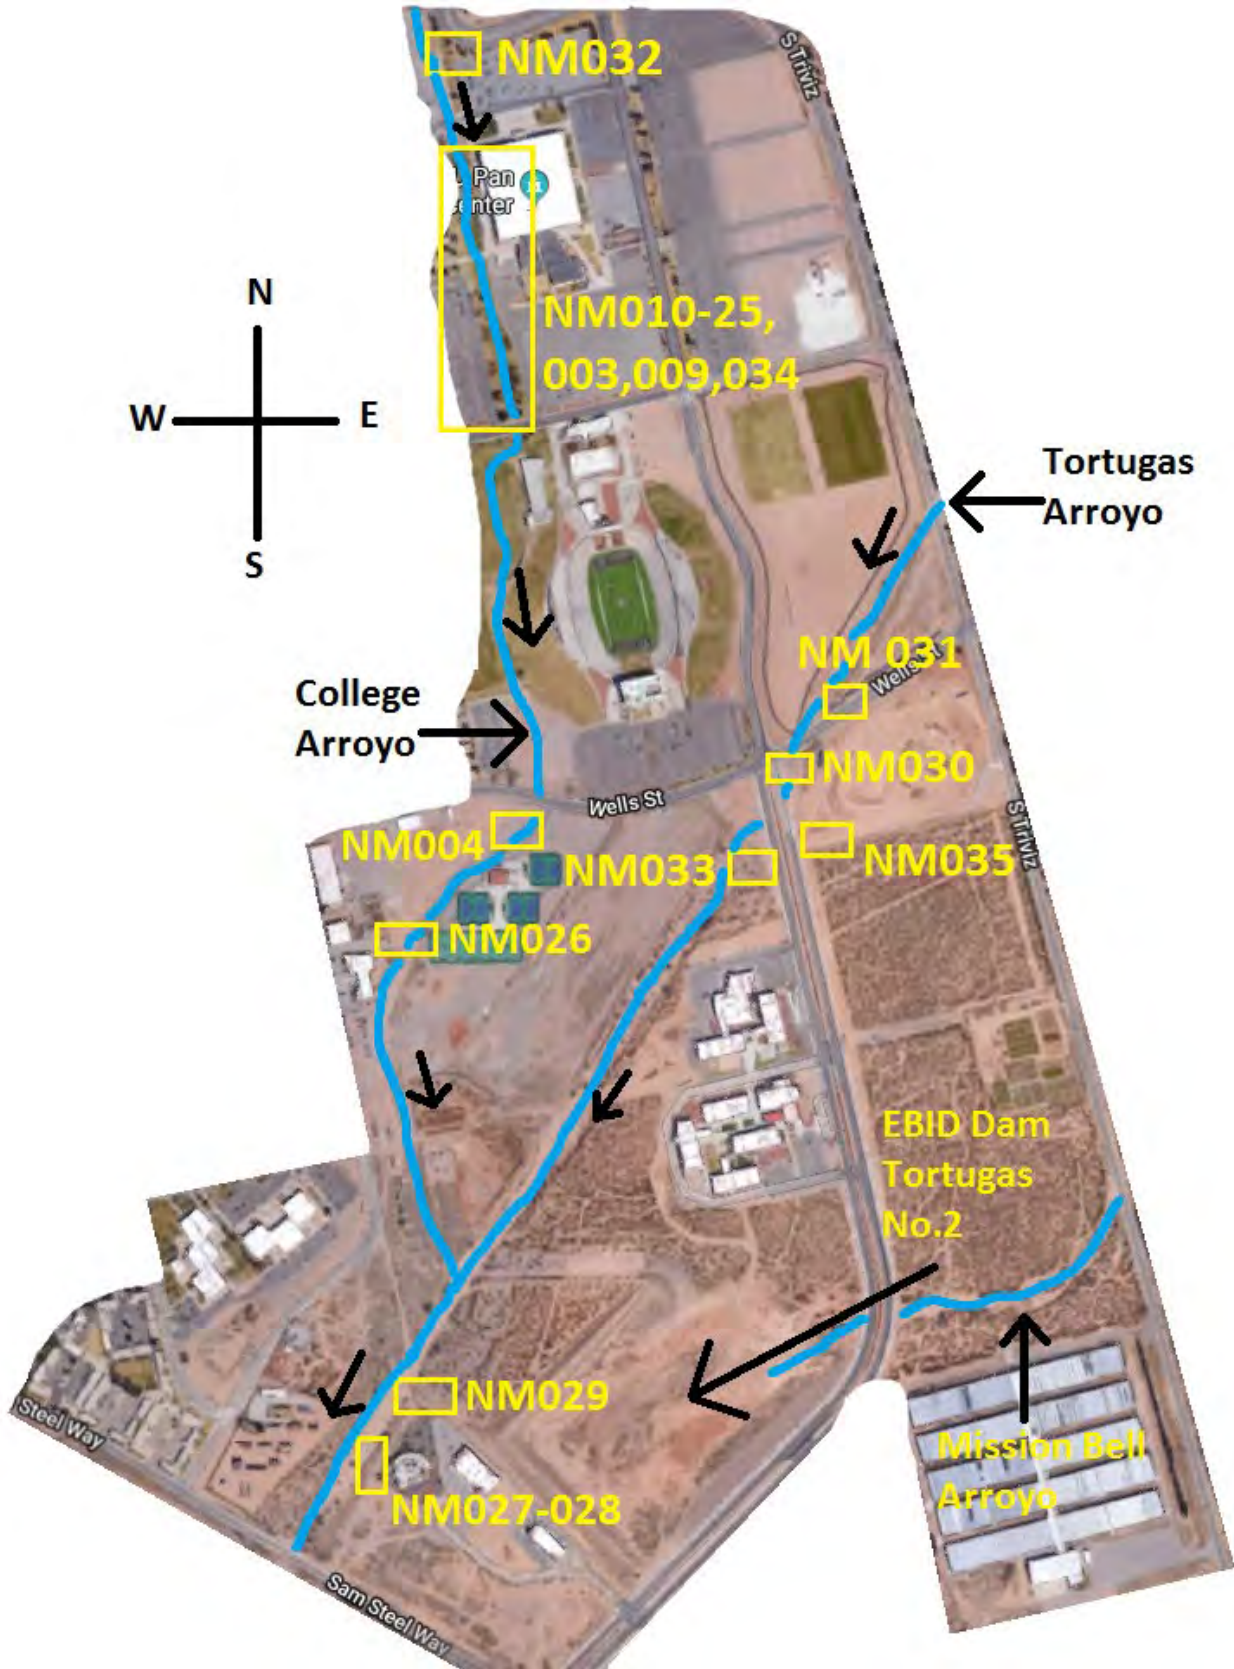 NM032
S Triviz
Pan
enter
N
NM010-25,
003,009,034
W
E
S
Tortugas
Arroyo
NM 031
Wells St
College
Arroyo
NM030
Wells St
NM004
NM033
NM035
S Triviz
NM026
EBID Dam
Tortugas
No.2
NM029
Steel Way
Mission Bell
Arroyo
NM027-028
Sam Steel Way